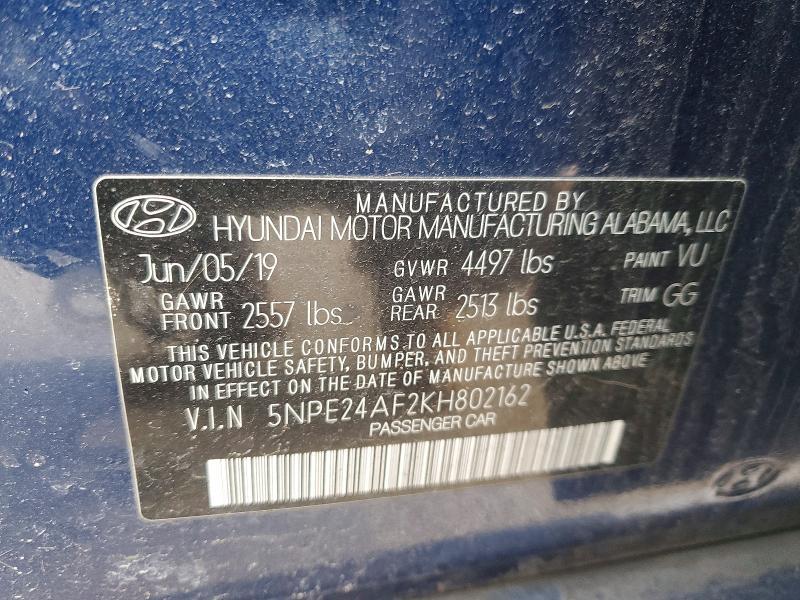 MANUFACTURED BY
HYUNDAI MOTOR MANUFACTURING ALABAMA, LLC
Jun/05/19 GVWR 4497 lbs PAINT VU
GAWR FRONT 2557 lbs GAWR REAR 2513 lbs TRIM GG
THIS VEHICLE CONFORMS TO ALL APPLICABLE U.S.A. FEDERAL
MOTOR VEHICLE SAFETY, BUMPER, AND THEFT PREVENTION STANDARDS
IN EFFECT ON THE DATE OF MANUFACTURE SHOWN ABOVE
V.I.N 5NPE24AF2KH802162
PASSENGER CAR